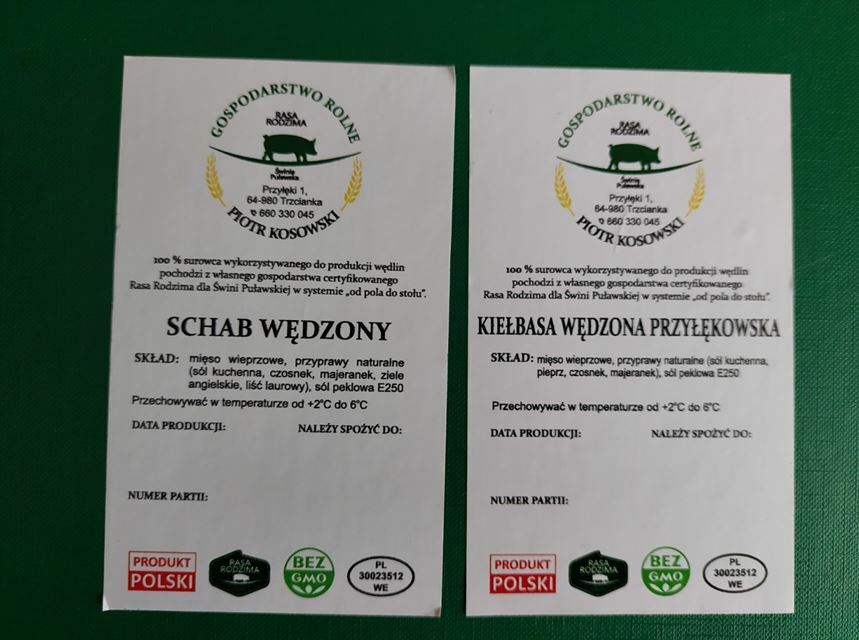 GOSPODARSTWO ROLNE
RASA
RODZIMA
Świnię
Puławska
Przyłęki 1,
64-980 Trzcianka
660 330 045
PIOTR KOSOWSKI
100 % surowca wykorzystywanego do produkcji wędlin
pochodzi z własnego gospodarstwa certyfikowanego
Rasa Rodzima dla Świni Puławskiej w systemie „od pola do stołu”.
SCHAB WĘDZONY
SKŁAD: mięso wieprzowe, przyprawy naturalne
(sól kuchenna, czosnek, majeranek, ziele
angielskie, liść laurowy), sól peklowa E250
Przechowywać w temperaturze od +2°C do 6°C
DATA PRODUKCJI: NALEŻY SPOŻYĆ DO:
NUMER PARTII:
PRODUKT
POLSKI
RASA
RODZIMA
BEZ
GMO
PL
30023512
WE
GOSPODARSTWO ROLNE
RASA
RODZIMA
Świnię
Puławska
Przyłęki 1,
64-980 Trzcianka
660 330 045
PIOTR KOSOWSKI
100 % surowca wykorzystywanego do produkcji wędlin
pochodzi z własnego gospodarstwa certyfikowanego
Rasa Rodzima dla Świni Puławskiej w systemie „od pola do stołu”.
KIEŁBASA WĘDZONA PRZYŁĘKOWSKA
SKŁAD: mięso wieprzowe, przyprawy naturalne (sól kuchenna,
pieprz, czosnek, majeranek), sól peklowa E250
Przechowywać w temperaturze od +2°C do 6°C
DATA PRODUKCJI: NALEŻY SPOŻYĆ DO:
NUMER PARTII:
PRODUKT
POLSKI
RASA
RODZIMA
BEZ
GMO
PL
30023512
WE